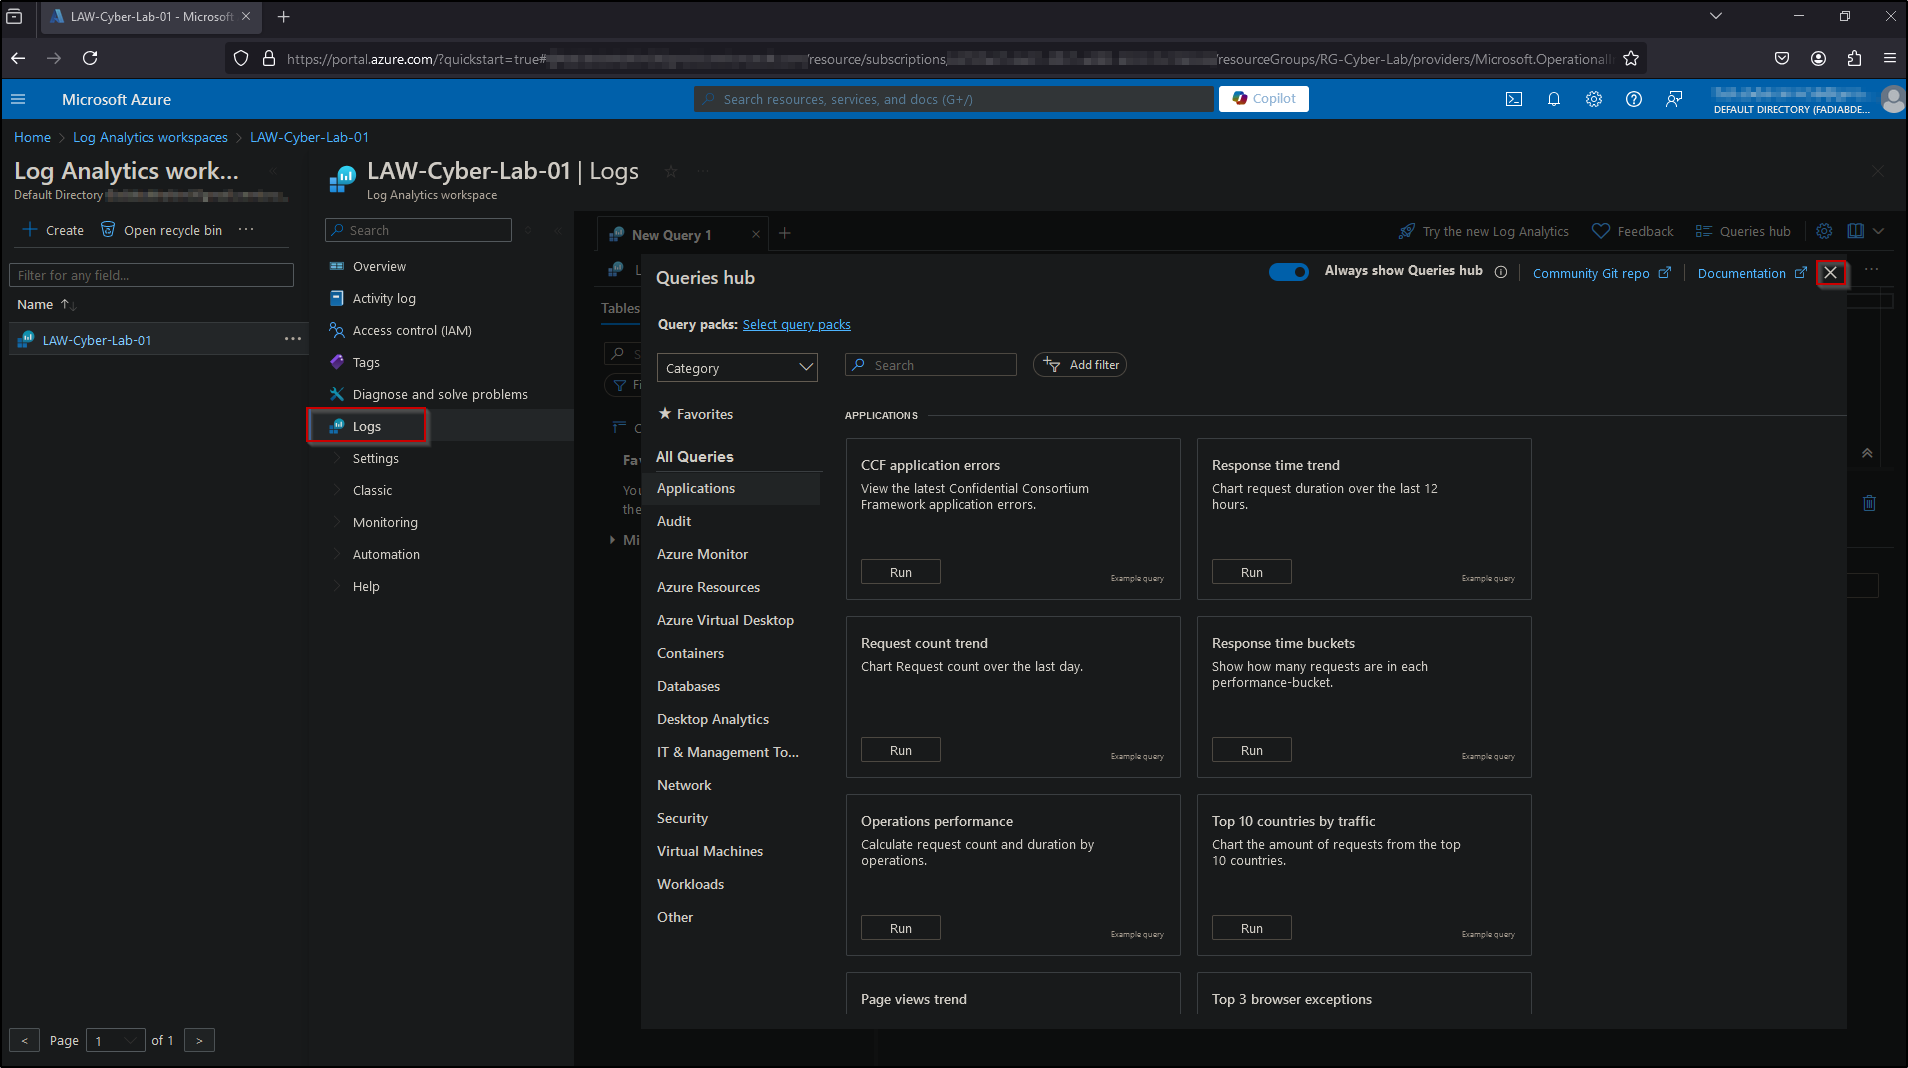 LAW-Cyber-Lab-01 - Microsoft
https://portal.azure.com/?quickstart=true#
/resource/subscriptions
/resourceGroups/RG-Cyber-Lab/providers/Microsoft.OperationalI
Microsoft Azure
Search resources, services, and docs (G+/)
Copilot
DEFAULT DIRECTORY (FADIABDE...
Home > Log Analytics workspaces > LAW-Cyber-Lab-01
Log Analytics work...
Default Directory
Create
Open recycle bin
...
Filter for any field...
Name
LAW-Cyber-Lab-01
...
< Page 1 of 1 >
LAW-Cyber-Lab-01 | Logs
Log Analytics workspace
Search
Overview
Activity log
Access control (IAM)
Tags
Diagnose and solve problems
Logs
Settings
Classic
Monitoring
Automation
Help
New Query 1
Try the new Log Analytics
Feedback
Queries hub
Tables
Fav
You
the
Mi
Queries hub
Always show Queries hub
Community Git repo
Documentation
Query packs: Select query packs
Category
Search
Add filter
Favorites
All Queries
Applications
Audit
Azure Monitor
Azure Resources
Azure Virtual Desktop
Containers
Databases
Desktop Analytics
IT & Management To...
Network
Security
Virtual Machines
Workloads
Other
APPLICATIONS
CCF application errors
View the latest Confidential Consortium
Framework application errors.
Run
Example query
Response time trend
Chart request duration over the last 12
hours.
Run
Example query
Request count trend
Chart Request count over the last day.
Run
Example query
Response time buckets
Show how many requests are in each
performance-bucket.
Run
Example query
Operations performance
Calculate request count and duration by
operations.
Run
Example query
Top 10 countries by traffic
Chart the amount of requests from the top
10 countries.
Run
Example query
Page views trend
Top 3 browser exceptions